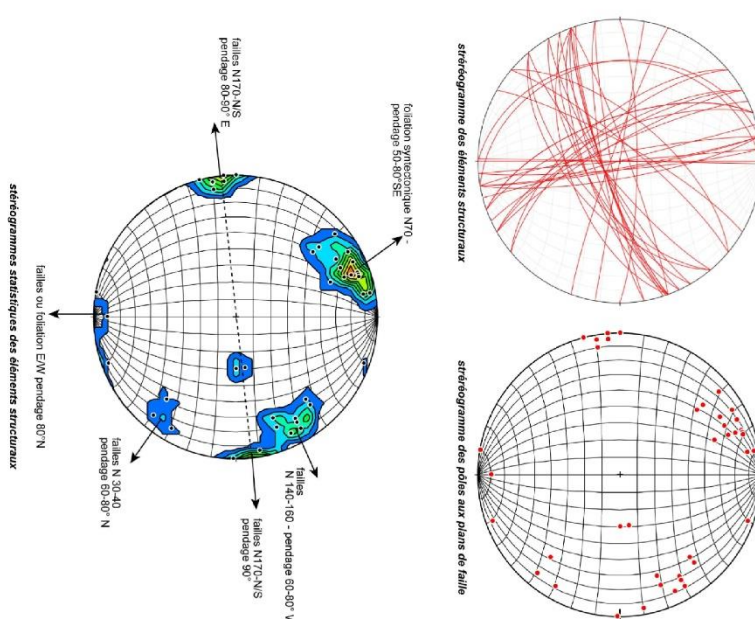 stréréogramme des éléments structuraux
stréréogramme des pôles aux plans de faille
foliation syntectonique N70 -
pendage 50-80°SE
failles
N 140-160 - pendage 60-80°
failles N170-N/S
pendage 80-90° E
failles N170-N/S
pendage 90°
failles N 30-40
pendage 60-80° N
failles ou foliation E/W pendage 80°N
stéréogrammes statistiques des éléments structuraux